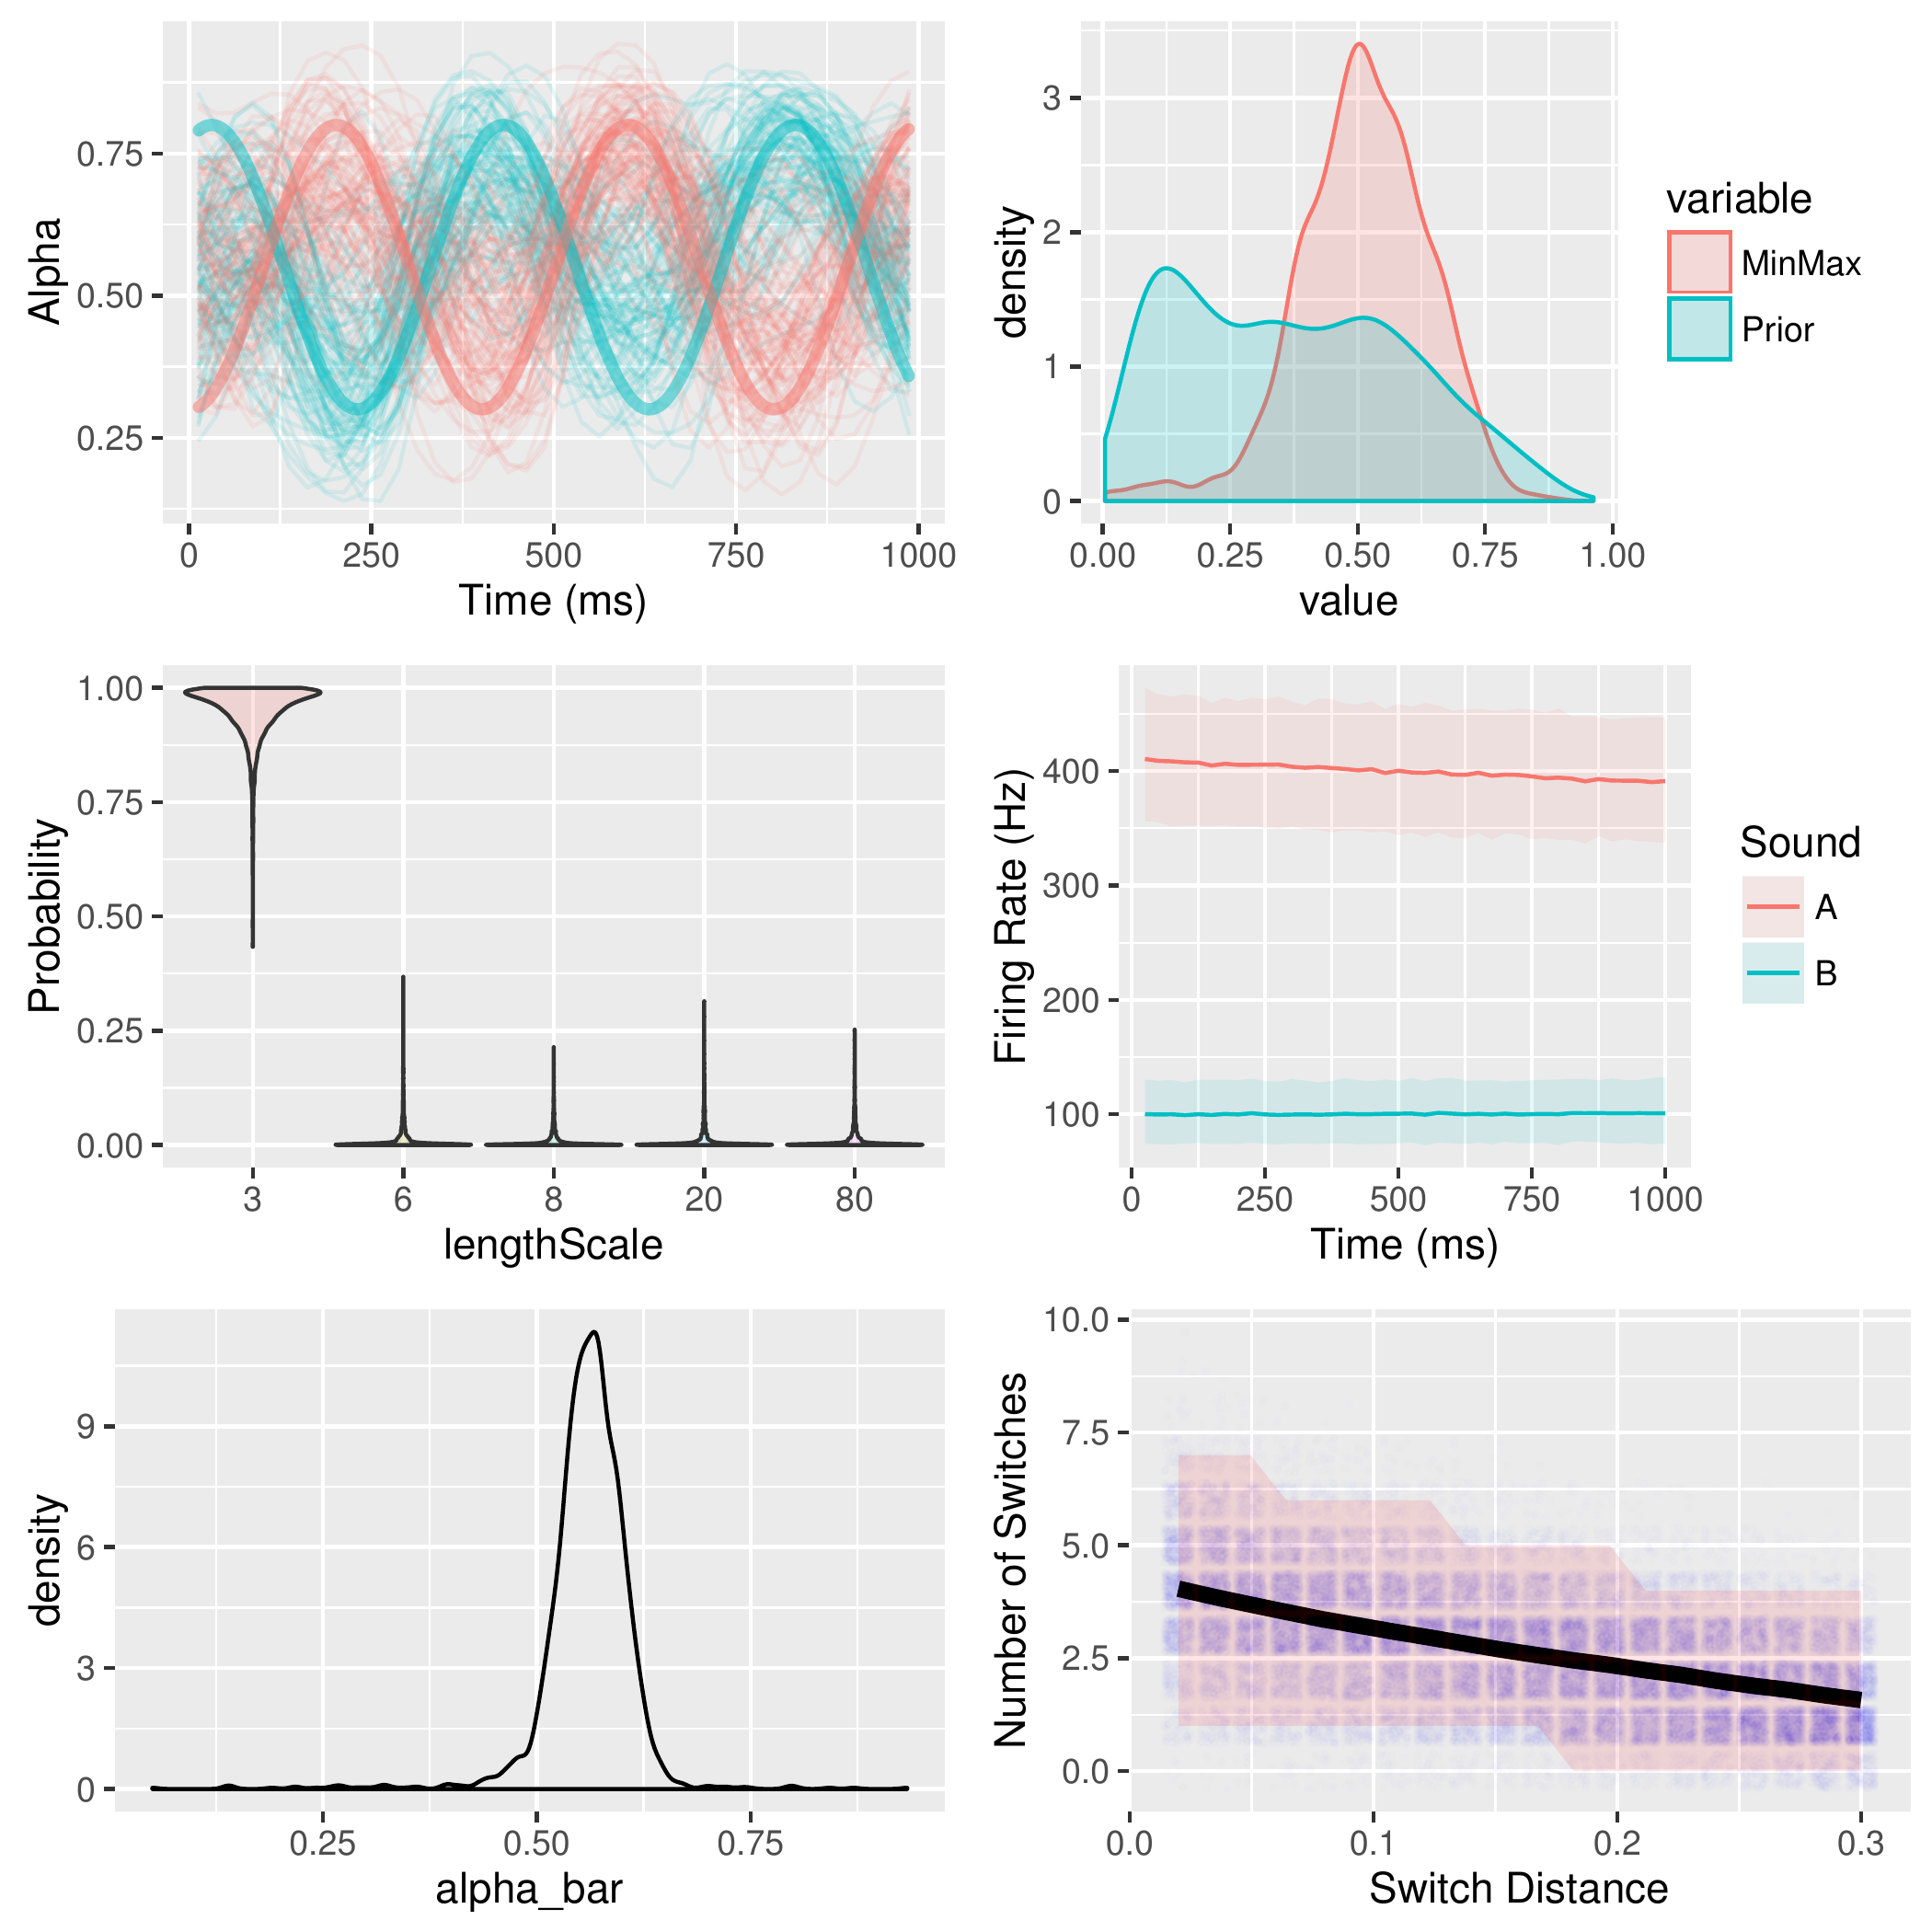 Alpha
0.75
0.50
0.25
0 250 500 750 1000
Time (ms)
density
3
2
1
0
0.00 0.25 0.50 0.75 1.00
value
variable
MinMax
Prior
Probability
1.00
0.75
0.50
0.25
0.00
3 6 8 20 80
lengthScale
Firing Rate (Hz)
400
300
200
100
0 250 500 750 1000
Time (ms)
Sound
A
B
density
9
6
3
0
0.25 0.50 0.75
alpha_bar
Number of Switches
10.0
7.5
5.0
2.5
0.0
0.0 0.1 0.2 0.3
Switch Distance